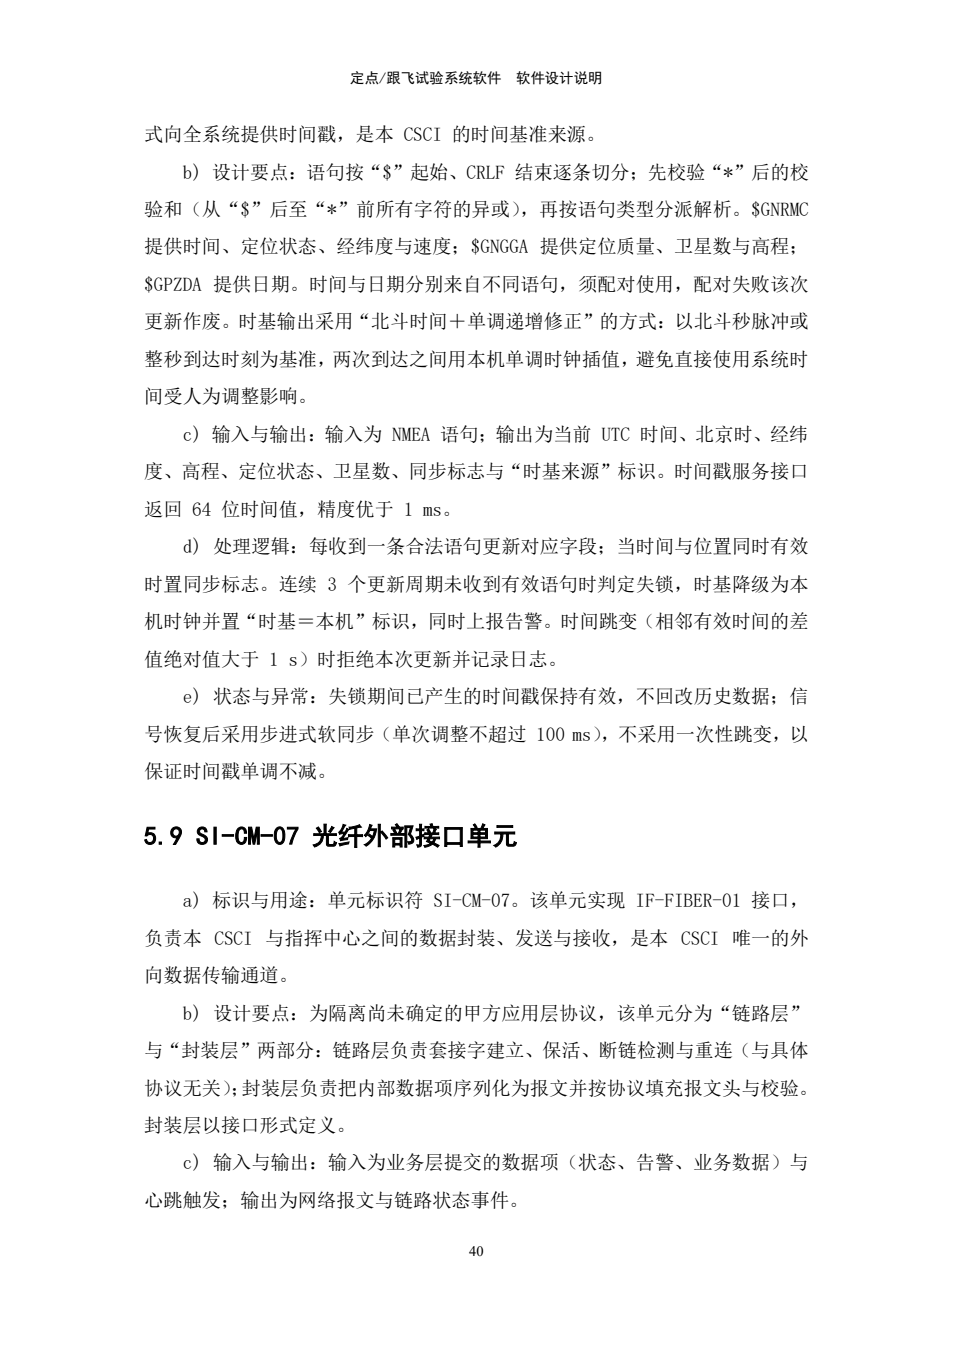 定点/跟飞试验系统软件　软件设计说明
式向全系统提供时间戳，是本 CSCI 的时间基准来源。
b）设计要点：语句按“$”起始、CRLF 结束逐条切分；先校验“*”后的校
验和（从“$”后至“*”前所有字符的异或），再按语句类型分派解析。$GNRMC
提供时间、定位状态、经纬度与速度；$GNGGA 提供定位质量、卫星数与高程；
$GPZDA 提供日期。时间与日期分别来自不同语句，须配对使用，配对失败该次
更新作废。时基输出采用“北斗时间＋单调递增修正”的方式：以北斗秒脉冲或
整秒到达时刻为基准，两次到达之间用本机单调时钟插值，避免直接使用系统时
间受人为调整影响。
c）输入与输出：输入为 NMEA 语句；输出为当前 UTC 时间、北京时、经纬
度、高程、定位状态、卫星数、同步标志与“时基来源”标识。时间戳服务接口
返回 64 位时间值，精度优于 1 ms。
d）处理逻辑：每收到一条合法语句更新对应字段；当时间与位置同时有效
时置同步标志。连续 3 个更新周期未收到有效语句时判定失锁，时基降级为本
机时钟并置“时基＝本机”标识，同时上报告警。时间跳变（相邻有效时间的差
值绝对值大于 1 s）时拒绝本次更新并记录日志。
e）状态与异常：失锁期间已产生的时间戳保持有效，不回改历史数据；信
号恢复后采用步进式软同步（单次调整不超过 100 ms），不采用一次性跳变，以
保证时间戳单调不减。
5.9 SI-CM-07 光纤外部接口单元
a）标识与用途：单元标识符 SI-CM-07。该单元实现 IF-FIBER-01 接口，
负责本 CSCI 与指挥中心之间的数据封装、发送与接收，是本 CSCI 唯一的外
向数据传输通道。
b）设计要点：为隔离尚未确定的甲方应用层协议，该单元分为“链路层”
与“封装层”两部分：链路层负责套接字建立、保活、断链检测与重连（与具体
协议无关）；封装层负责把内部数据项序列化为报文并按协议填充报文头与校验。
封装层以接口形式定义。
c）输入与输出：输入为业务层提交的数据项（状态、告警、业务数据）与
心跳触发；输出为网络报文与链路状态事件。
40